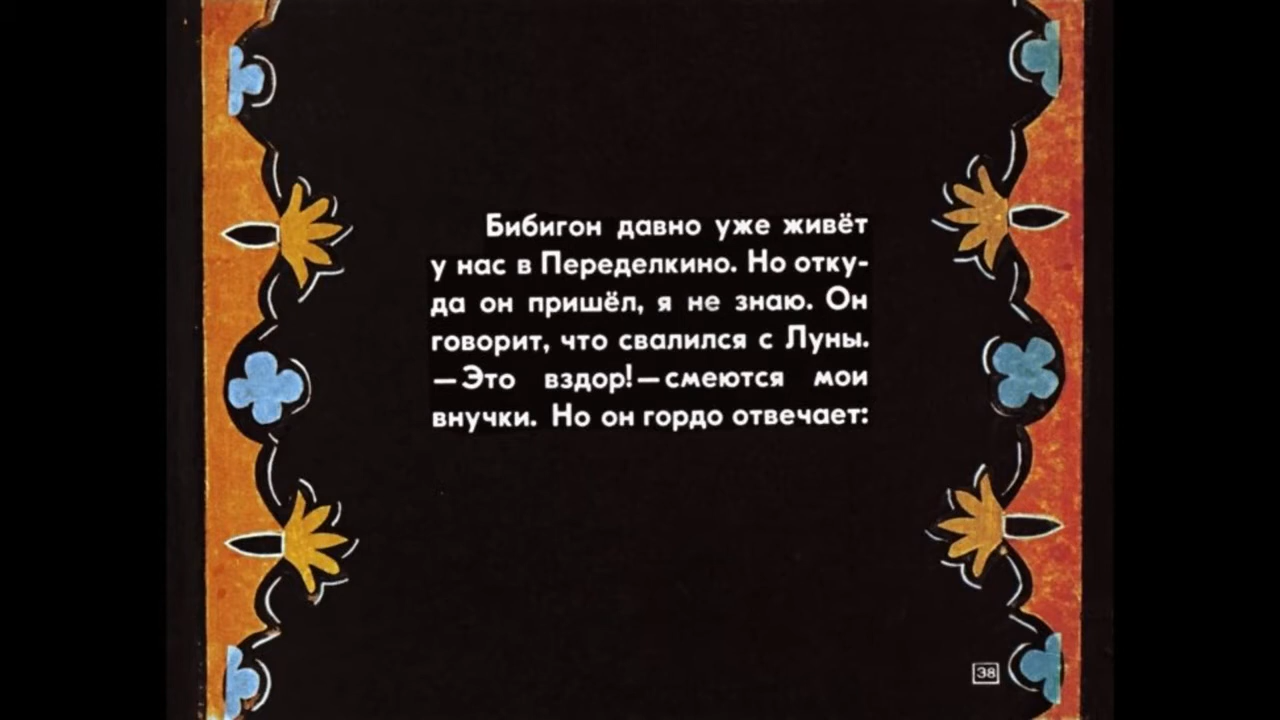 Бибигон давно уже живёт
у нас в Переделкино. Но отку-
да он пришёл, я не знаю. Он
говорит, что свалился с Луны.
—Это вздор!—смеются мои
внучки. Но он гордо отвечает:
38